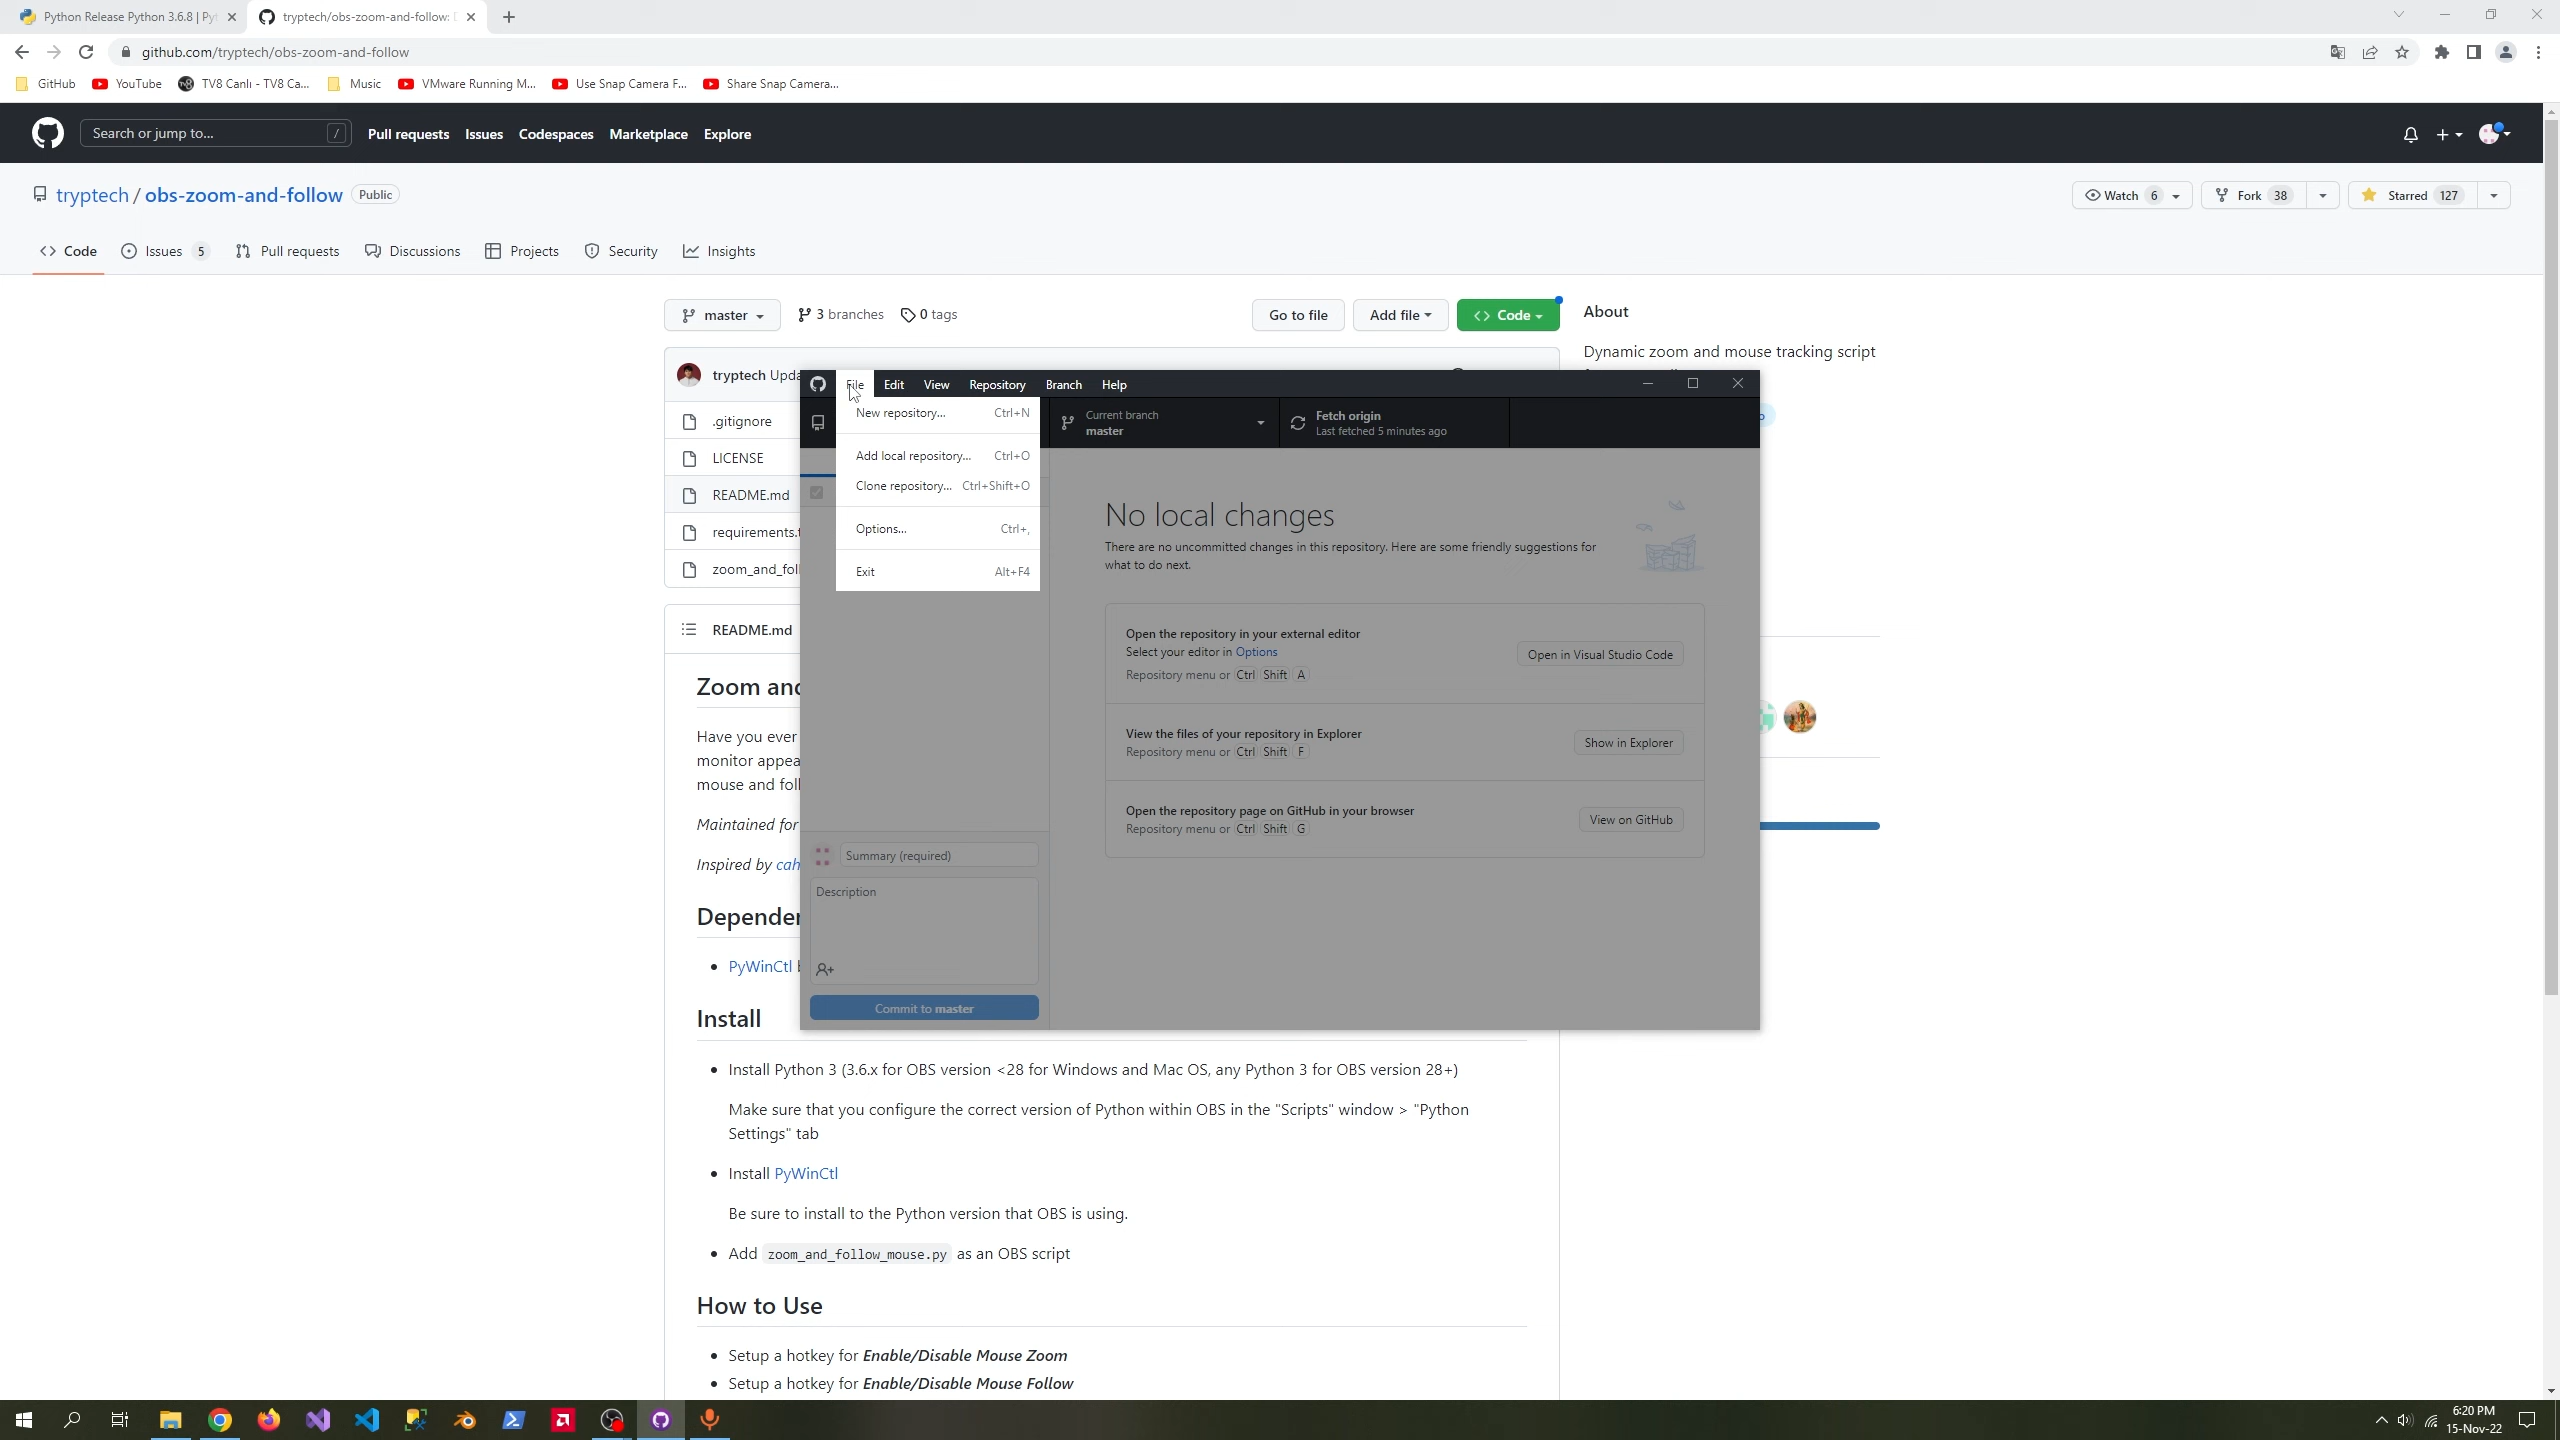 Python Release Python 3.6.8 | Pyt
tryptech/obs-zoom-and-follow: D
github.com/tryptech/obs-zoom-and-follow
GitHub
YouTube
TV8 Canlı - TV8 Ca...
Music
VMware Running M...
Use Snap Camera F...
Share Snap Camera...
Search or jump to...
/
Pull requests
Issues
Codespaces
Marketplace
Explore
tryptech / obs-zoom-and-follow
Public
Watch 6
Fork 38
Starred 127
Code
Issues 5
Pull requests
Discussions
Projects
Security
Insights
master
3 branches
0 tags
Go to file
Add file
Code
About
Dynamic zoom and mouse tracking script
tryptech Upda
.gitignore
LICENSE
README.md
requirements.t
zoom_and_foll
File
Edit
View
Repository
Branch
Help
New repository... Ctrl+N
Add local repository... Ctrl+O
Clone repository... Ctrl+Shift+O
Options... Ctrl+,
Exit Alt+F4
Current branch
master
Fetch origin
Last fetched 5 minutes ago
No local changes
There are no uncommitted changes in this repository. Here are some friendly suggestions for
what to do next.
Open the repository in your external editor
Select your editor in Options
Repository menu or Ctrl Shift A
Open in Visual Studio Code
View the files of your repository in Explorer
Repository menu or Ctrl Shift F
Show in Explorer
Open the repository page on GitHub in your browser
Repository menu or Ctrl Shift G
View on GitHub
Summary (required)
Description
Commit to master
README.md
Zoom and
Have you ever
monitor appea
mouse and foll
Maintained for
Inspired by cah
Depender
PyWinCtl b
Install
Install Python 3 (3.6.x for OBS version <28 for Windows and Mac OS, any Python 3 for OBS version 28+)
Make sure that you configure the correct version of Python within OBS in the "Scripts" window > "Python
Settings" tab
Install PyWinCtl
Be sure to install to the Python version that OBS is using.
Add zoom_and_follow_mouse.py as an OBS script
How to Use
Setup a hotkey for Enable/Disable Mouse Zoom
Setup a hotkey for Enable/Disable Mouse Follow
6:20 PM
15-Nov-22